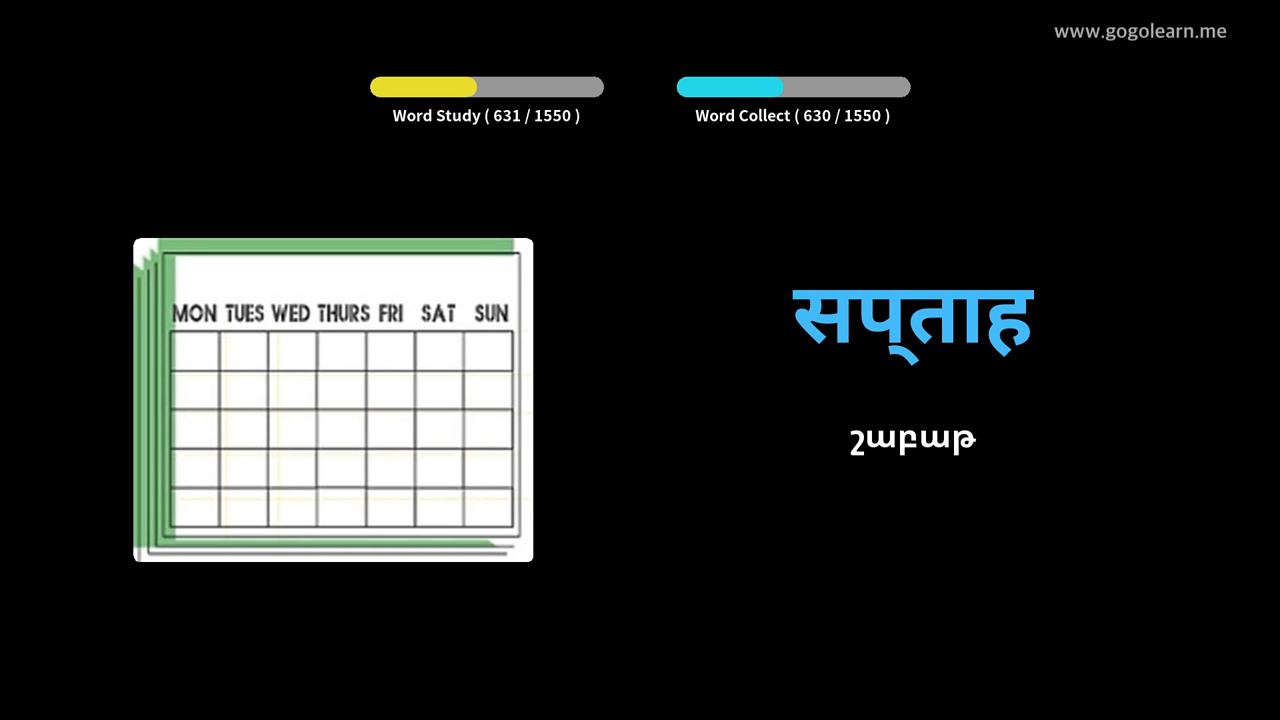 www.gogolearn.me
Word Study ( 631 / 1550 )
Word Collect ( 630 / 1550 )
MON TUES WED THURS FRI SAT SUN
सप्ताह
շաբաթ